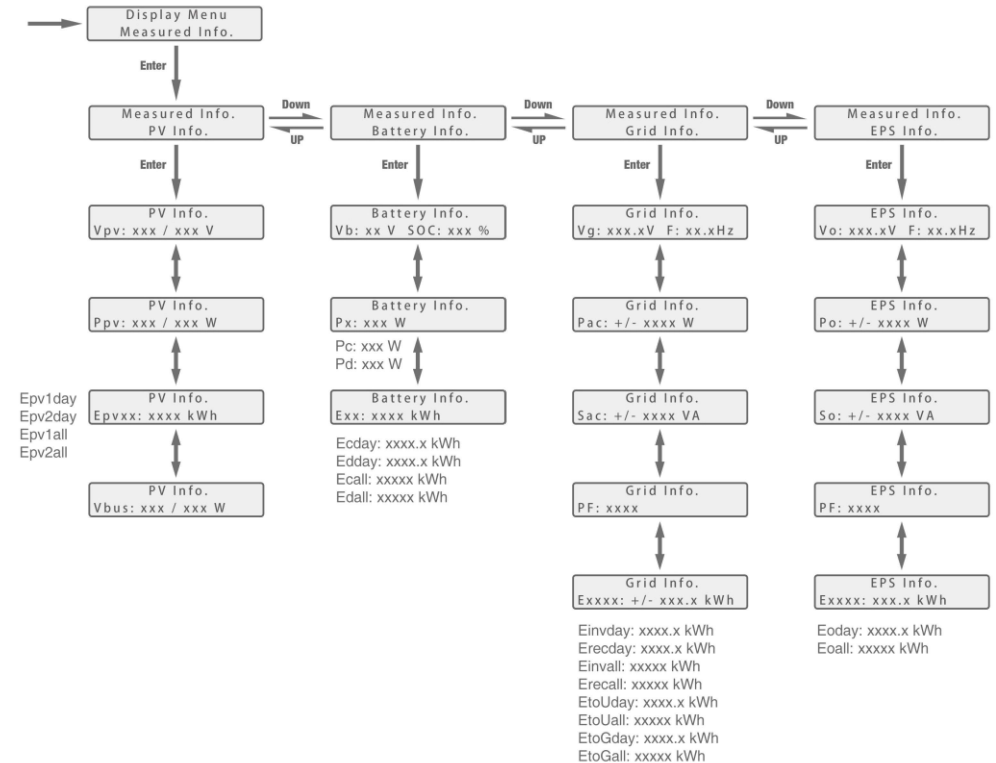 Display Menu
Measured Info.
Enter
Measured Info.
PV Info.
Down
UP
Measured Info.
Battery Info.
Down
UP
Measured Info.
Grid Info.
Down
UP
Measured Info.
EPS Info.
Enter
Enter
Enter
Enter
PV Info.
Vpv: xxx / xxx V
Battery Info.
Vb: xx V SOC: xxx %
Grid Info.
Vg: xxx.xV F: xx.xHz
EPS Info.
Vo: xxx.xV F: xx.xHz
PV Info.
Ppv: xxx / xxx W
Battery Info.
Px: xxx W
Pc: xxx W
Pd: xxx W
Grid Info.
Pac: +/- xxxx W
EPS Info.
Po: +/- xxxx W
Epv1day
Epv2day
Epv1all
Epv2all
PV Info.
Epvxx: xxxx kWh
Battery Info.
Exx: xxxx kWh
Ecday: xxxx.x kWh
Edday: xxxx.x kWh
Ecall: xxxxx kWh
Edall: xxxxx kWh
Grid Info.
Sac: +/- xxxx VA
EPS Info.
So: +/- xxxx VA
PV Info.
Vbus: xxx / xxx W
Grid Info.
PF: xxxx
EPS Info.
PF: xxxx
Grid Info.
Exxxx: +/- xxx.x kWh
Einvday: xxxx.x kWh
Erecday: xxxx.x kWh
Einvall: xxxxx kWh
Erecall: xxxxx kWh
EtoUday: xxxx.x kWh
EtoUall: xxxxx kWh
EtoGday: xxxx.x kWh
EtoGall: xxxxx kWh
EPS Info.
Exxxx: xxx.x kWh
Eoday: xxxx.x kWh
Eoall: xxxxx kWh